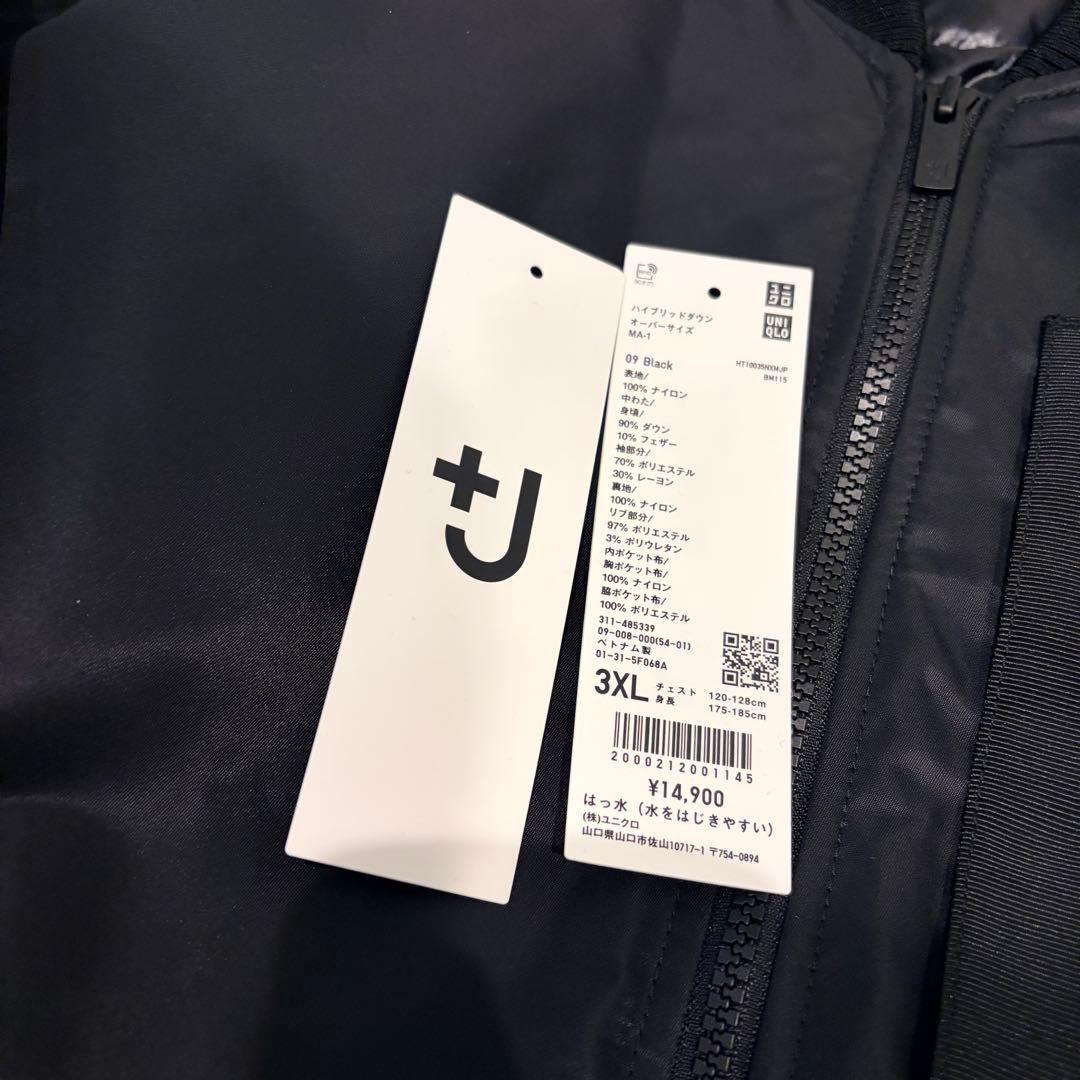 +J
ユニ
クロ
UNI
QLO
ハイブリッドダウン
オーバーサイズ
MA-1
09 Black
HT10035NXMJP
BM115
表地/
100% ナイロン
中わた/
身頃/
90% ダウン
10% フェザー
袖部分/
70% ポリエステル
30% レーヨン
裏地/
100% ナイロン
リブ部分/
97% ポリエステル
3% ポリウレタン
内ポケット布/
胸ポケット布/
100% ナイロン
脇ポケット布/
100% ポリエステル
311-485339
09-008-000(54-01)
ベトナム製
01-31-5F068A
3XL チェスト 120-128cm
身長 175-185cm
2000212001145
¥14,900
はっ水 (水をはじきやすい)
(株)ユニクロ
山口県山口市佐山10717-1 〒754-0894